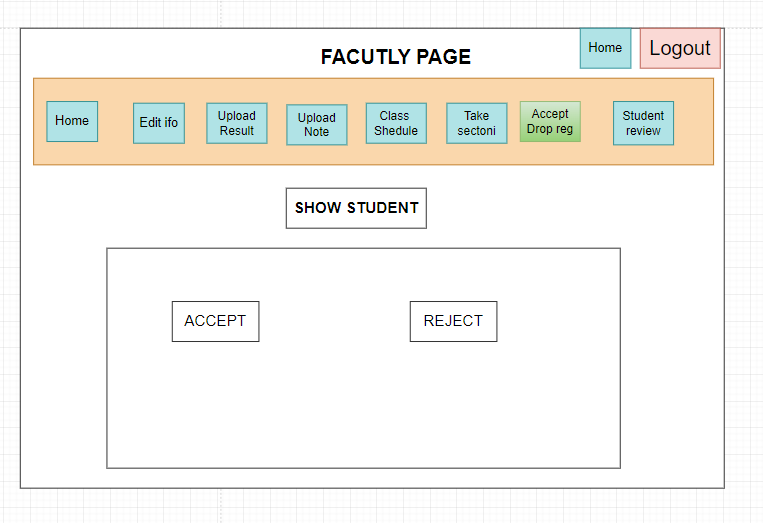 FACUTLY PAGE
Home
Logout
Home
Edit ifo
Upload
Result
Upload
Note
Class
Shedule
Take
sectoni
Accept
Drop reg
Student
review
SHOW STUDENT
ACCEPT
REJECT